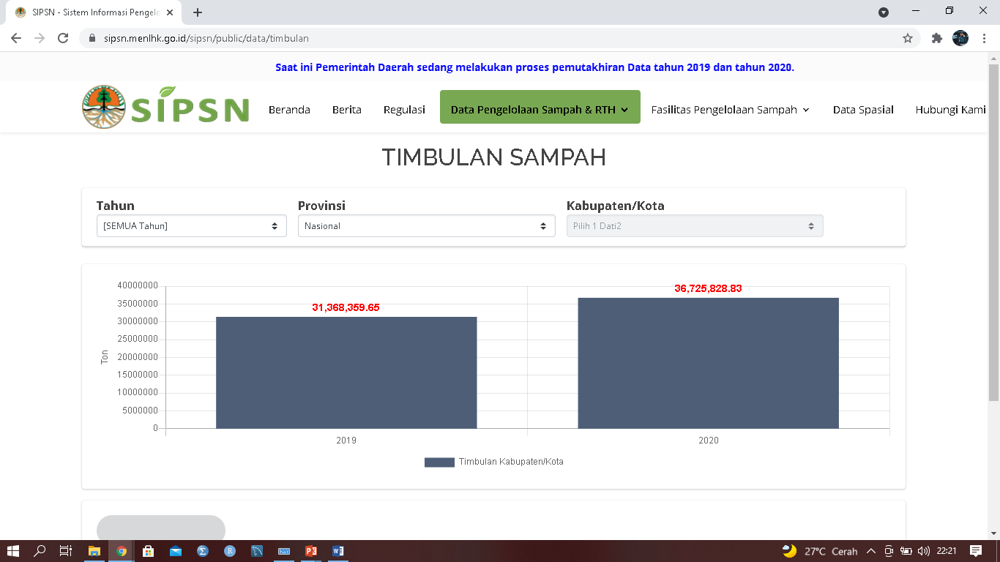 SIPSN - Sistem Informasi Pengelo
sipsn.menlhk.go.id/sipsn/public/data/timbulan
Saat ini Pemerintah Daerah sedang melakukan proses pemutakhiran Data tahun 2019 dan tahun 2020.
SIPSN Beranda Berita Regulasi Data Pengelolaan Sampah & RTH Fasilitas Pengelolaan Sampah Data Spasial Hubungi Kami
TIMBULAN SAMPAH
Tahun Provinsi Kabupaten/Kota
[SEMUA Tahun] Nasional Pilih 1 Dati2
40000000
35000000
30000000
25000000
20000000
15000000
10000000
5000000
0
Ton
31,368,359.65
36,725,828.83
2019 2020
Timbulan Kabupaten/Kota
27°C Cerah 22:21